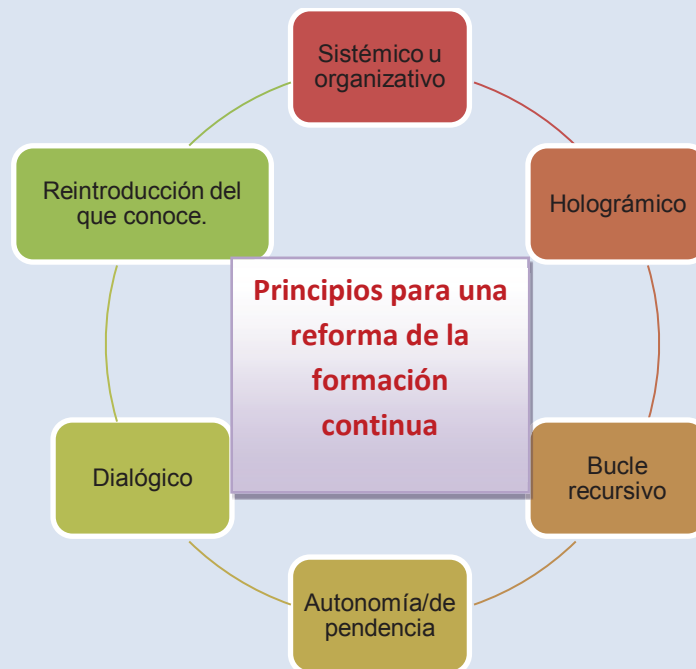 Sistémico u
organizativo
Reintroducción del
que conoce.
Holográmico
Principios para una
reforma de la
formación
continua
Dialógico
Bucle
recursivo
Autonomía/de
pendencia